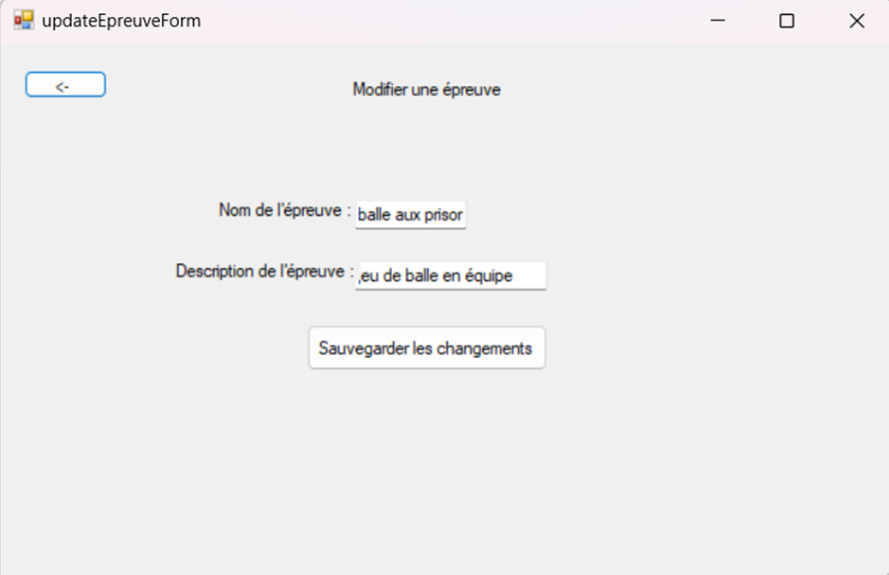 updateEpreuveForm
<-
Modifier une épreuve
Nom de l'épreuve : balle aux prisor
Description de l'épreuve : eu de balle en équipe
Sauvegarder les changements